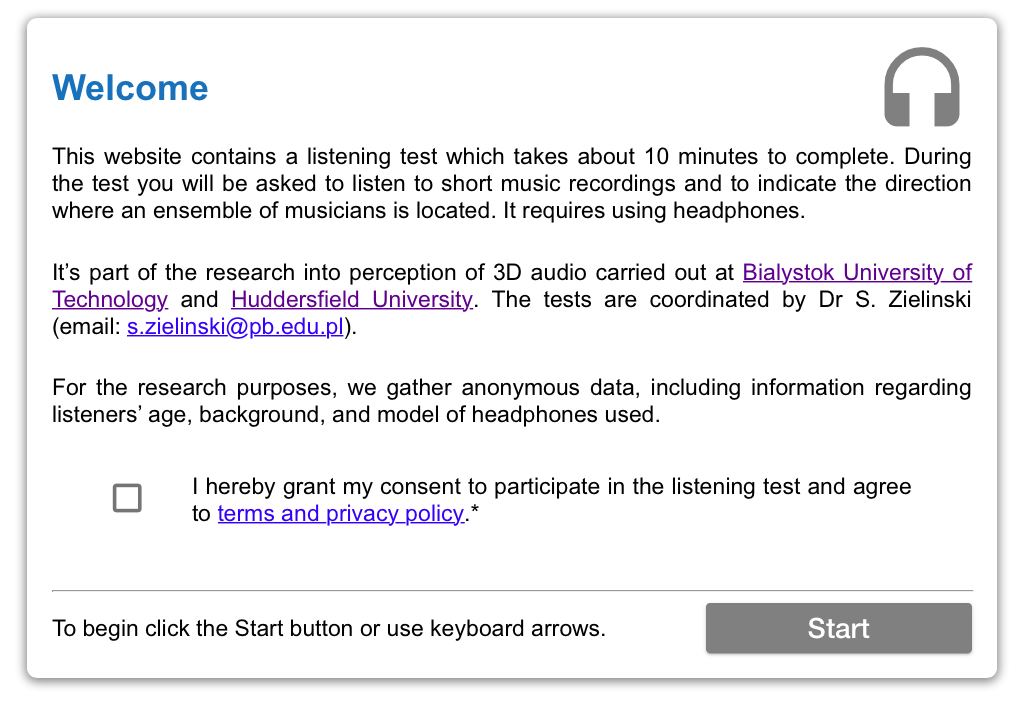 Welcome
This website contains a listening test which takes about 10 minutes to complete. During
the test you will be asked to listen to short music recordings and to indicate the direction
where an ensemble of musicians is located. It requires using headphones.
It’s part of the research into perception of 3D audio carried out at Bialystok University of
Technology and Huddersfield University. The tests are coordinated by Dr S. Zielinski
(email: s.zielinski@pb.edu.pl).
For the research purposes, we gather anonymous data, including information regarding
listeners’ age, background, and model of headphones used.
I hereby grant my consent to participate in the listening test and agree
to terms and privacy policy.*
To begin click the Start button or use keyboard arrows.
Start